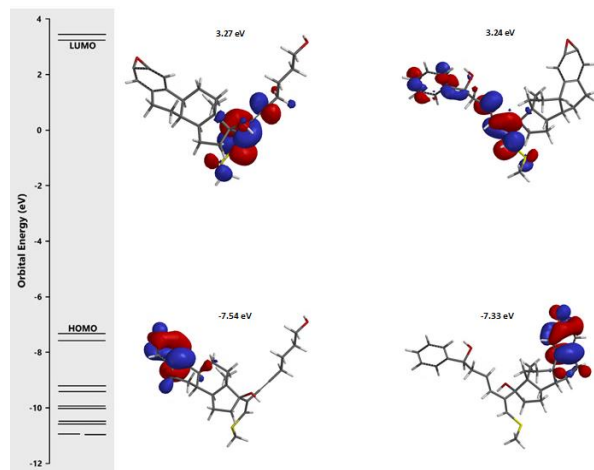 4
LUMO
2
0
-2
-4
-6
HOMO
-8
-10
-12
Orbital Energy (eV)
3.27 eV
3.24 eV
-7.54 eV
-7.33 eV